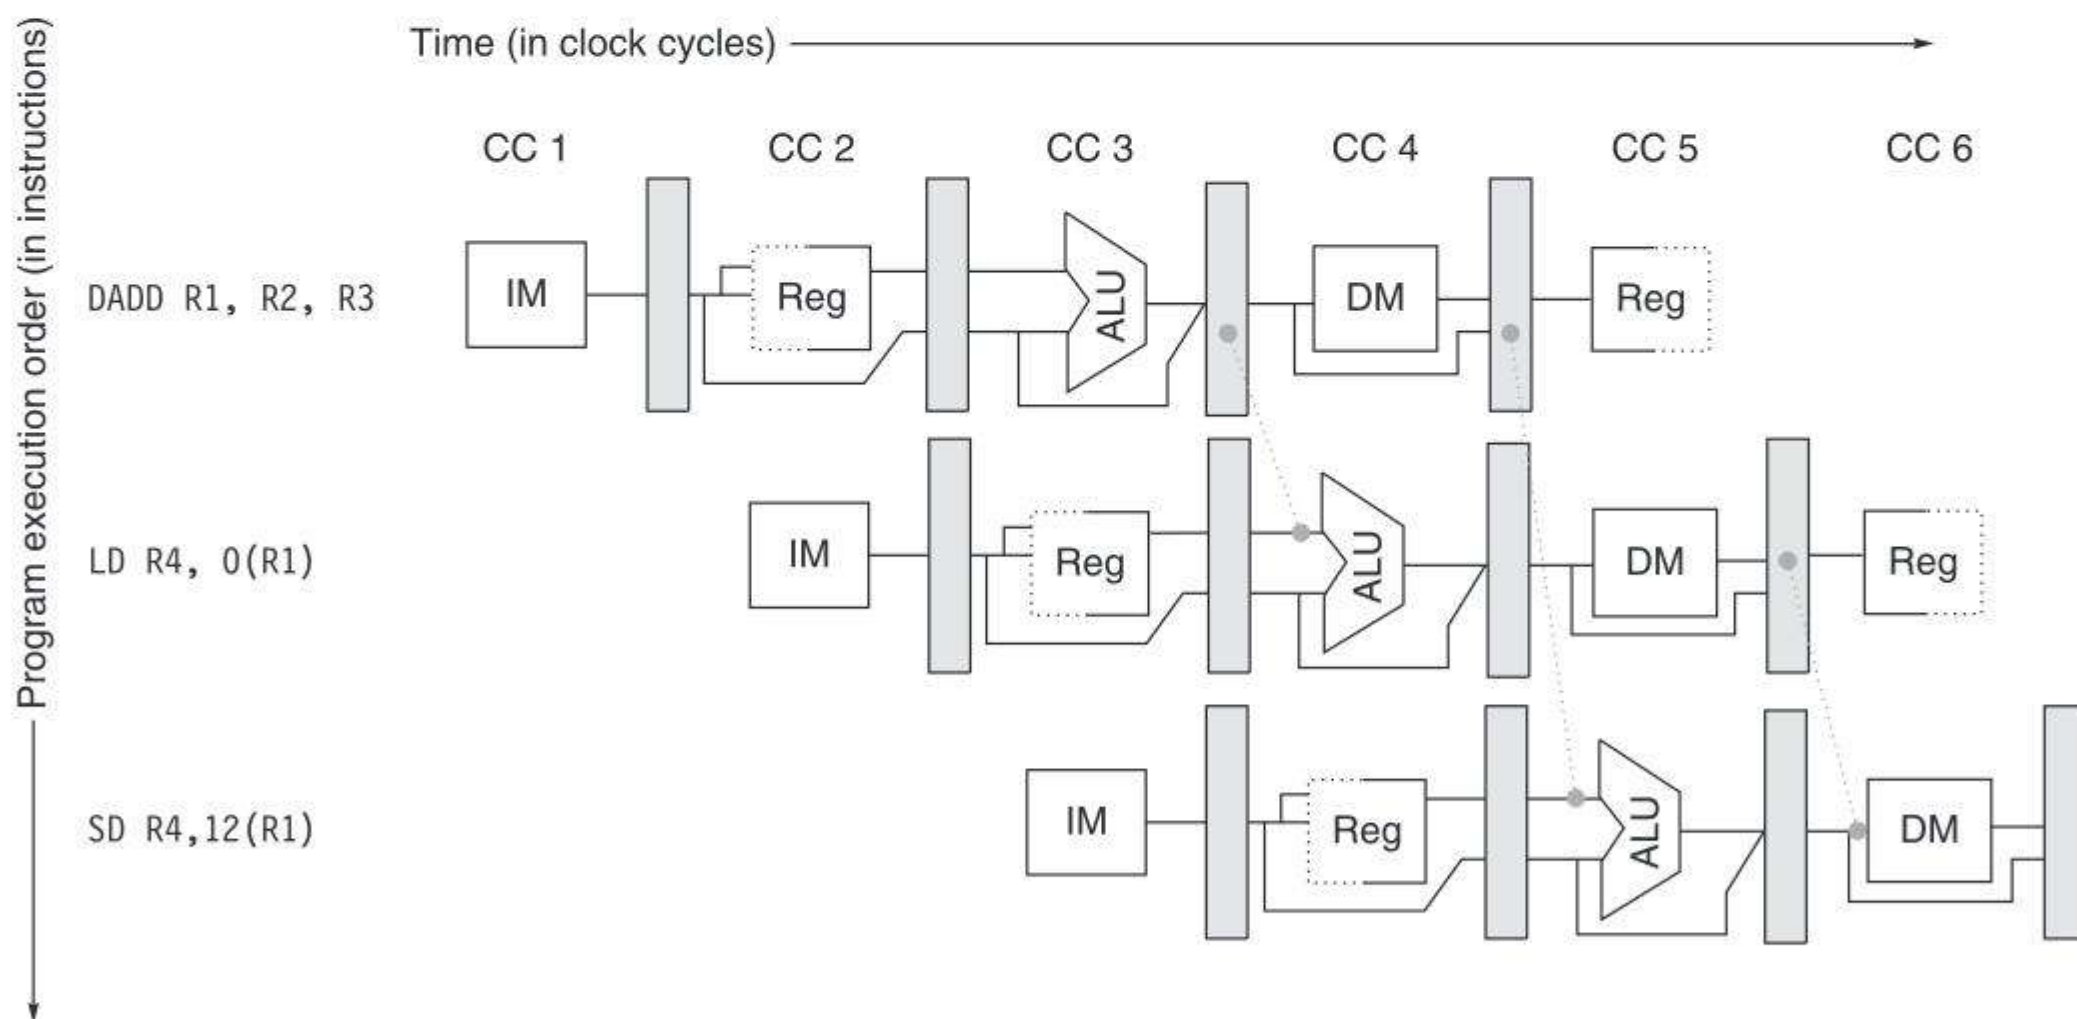 Time (in clock cycles)
Program execution order (in instructions)
CC 1 CC 2 CC 3 CC 4 CC 5 CC 6
DADD R1, R2, R3 IM Reg ALU DM Reg
LD R4, 0(R1) IM Reg ALU DM Reg
SD R4,12(R1) IM Reg ALU DM